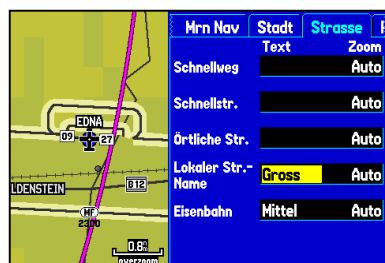 Mrn Nav Stadt Strasse
Text Zoom
Schnellweg Auto
Schnellstr. Auto
Örtliche Str. Auto
Lokaler Str.-
Name Gross Auto
Eisenbahn Mittel Auto
EDNA
09 27
LDENSTEIN B12
MF
2300
0.8
overzoom